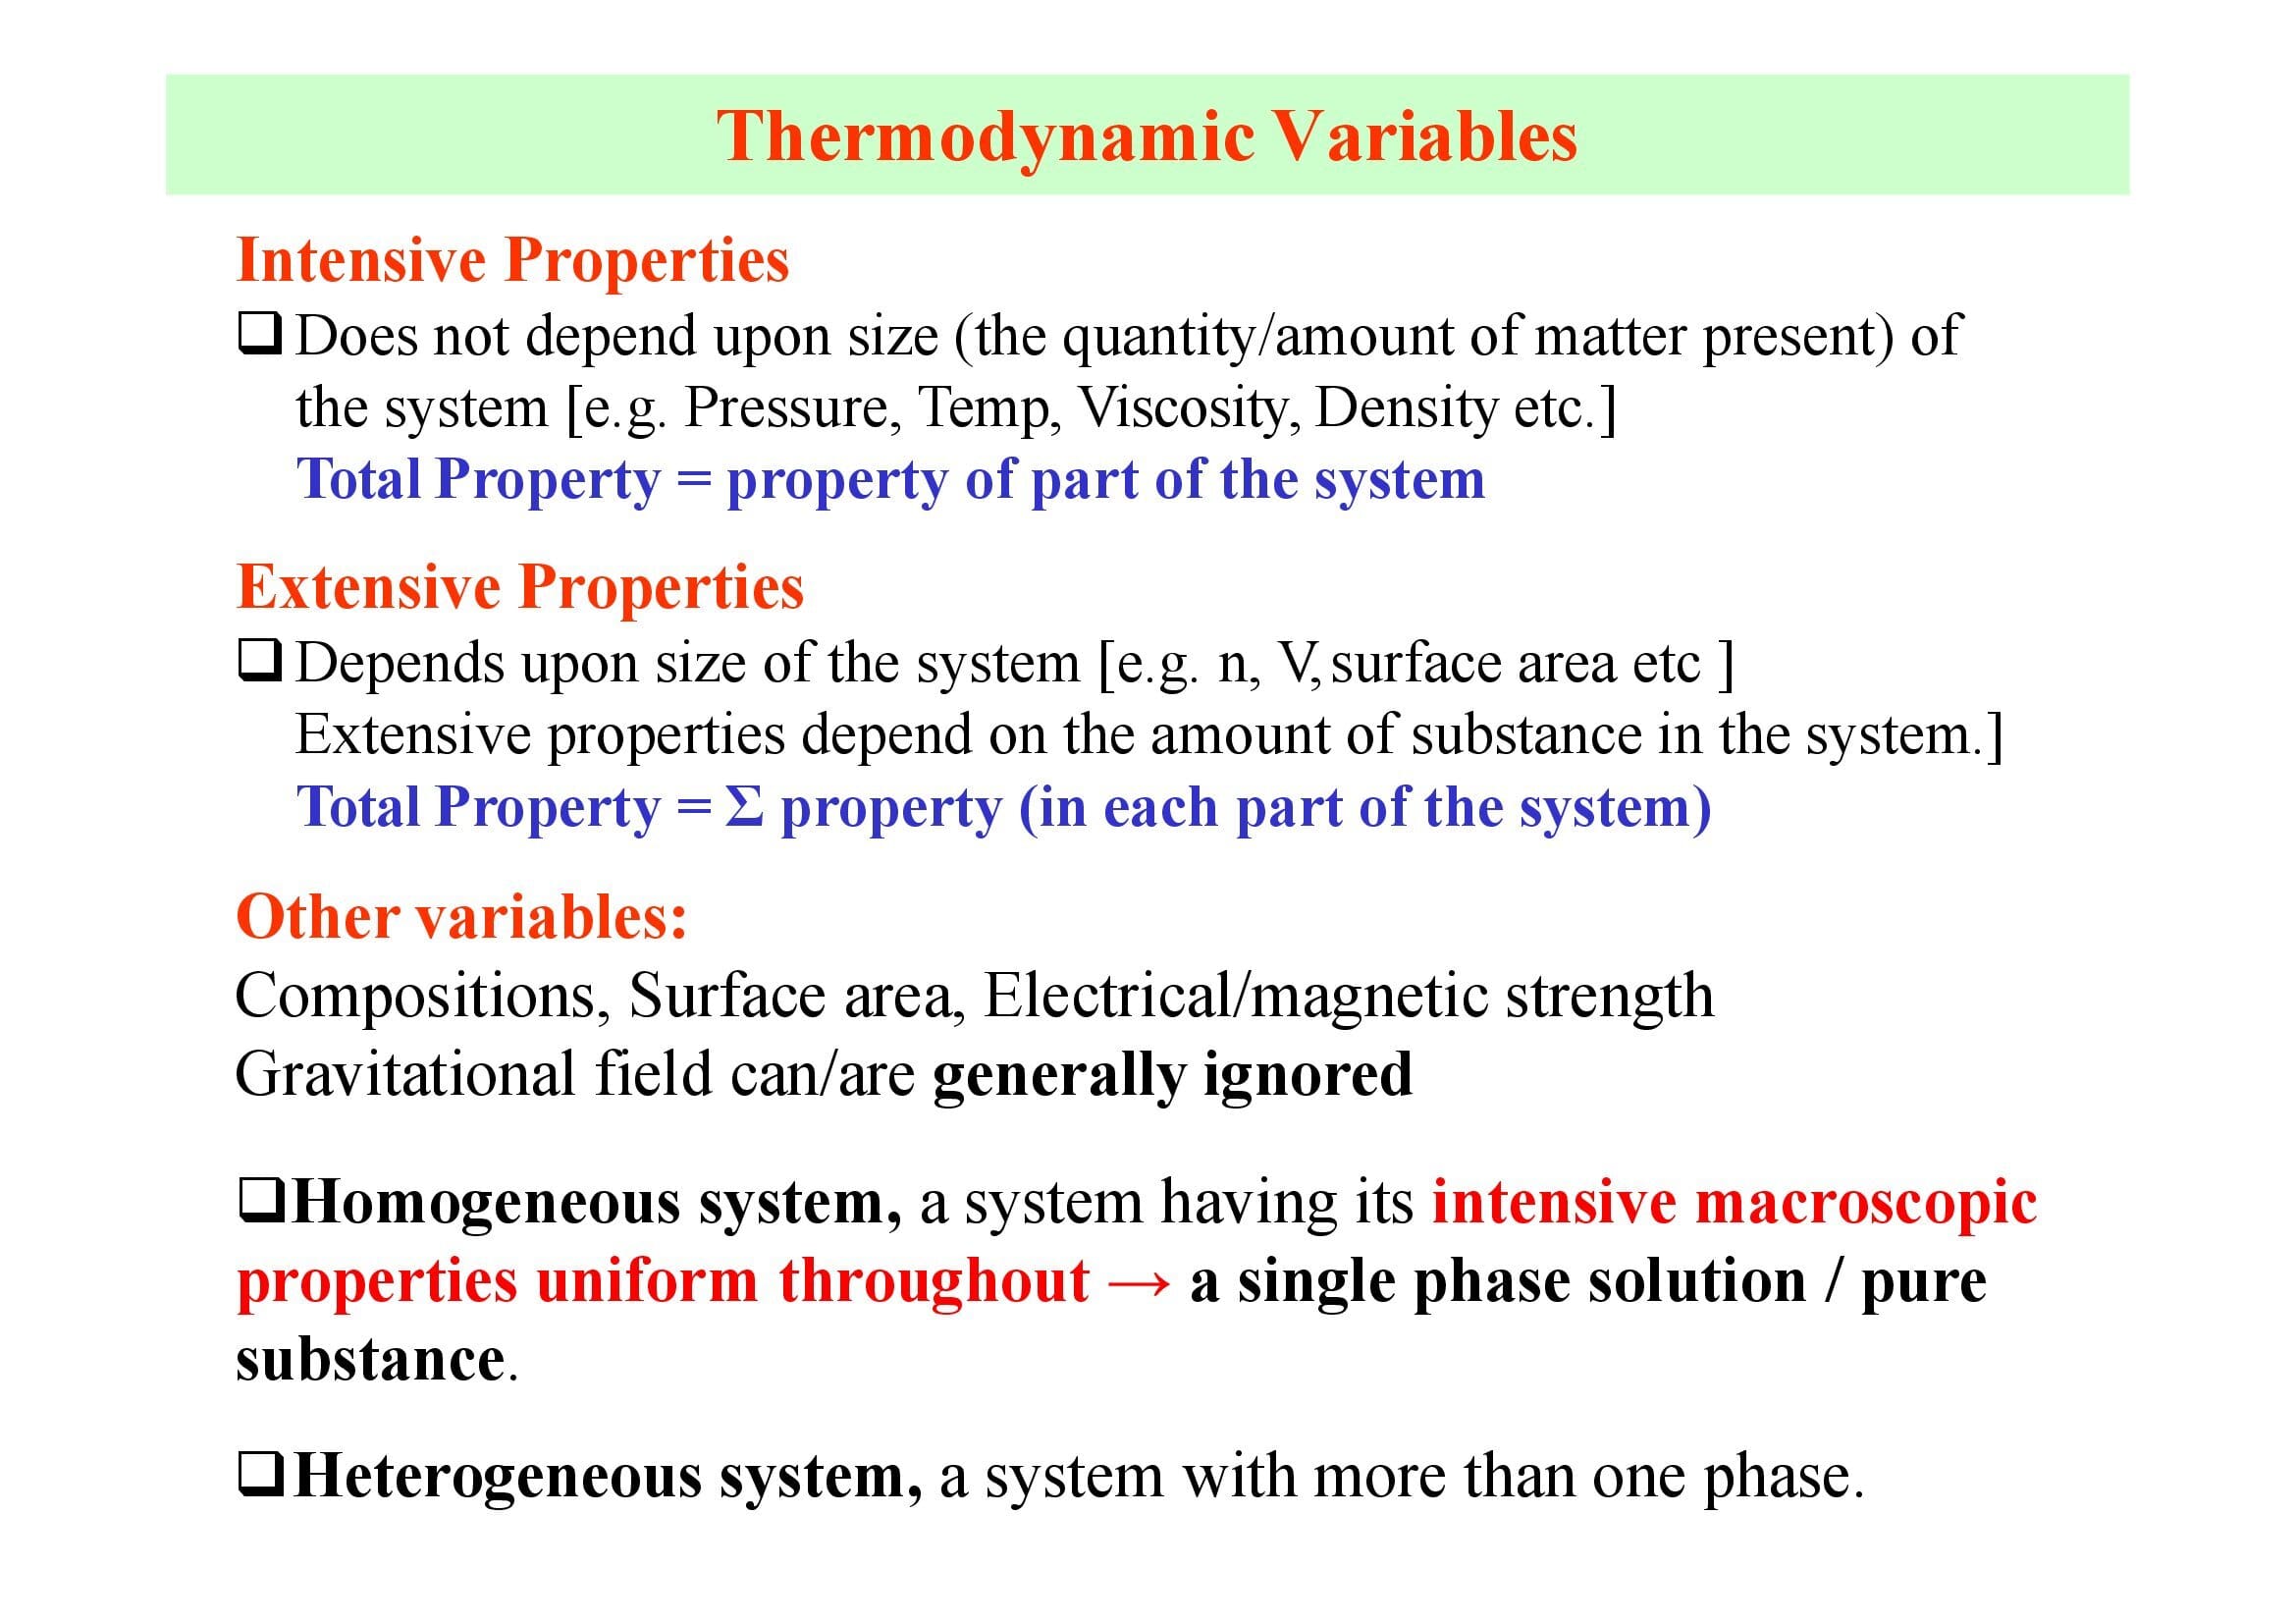 Thermodynamic Variables
Intensive Properties
❑ Does not depend upon size (the quantity/amount of matter present) of
the system [e.g. Pressure, Temp, Viscosity, Density etc.]
Total Property = property of part of the system
Extensive Properties
❑ Depends upon size of the system [e.g. n, V, surface area etc ]
Extensive properties depend on the amount of substance in the system.]
Total Property = Σ property (in each part of the system)
Other variables:
Compositions, Surface area, Electrical/magnetic strength
Gravitational field can/are generally ignored
❑Homogeneous system, a system having its intensive macroscopic
properties uniform throughout → a single phase solution / pure
substance.
❑Heterogeneous system, a system with more than one phase.